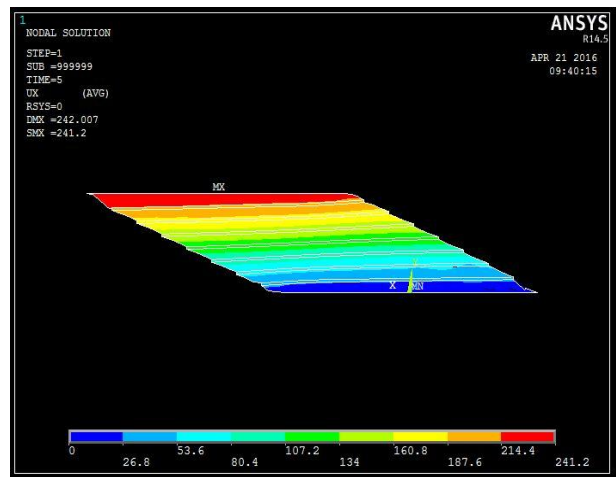 1
NODAL SOLUTION
STEP=1
SUB =999999
TIME=5
UX (AVG)
RSYS=0
DMX =242.007
SMX =241.2
ANSYS
R14.5
APR 21 2016
09:40:15
MX
X MN
0 53.6 107.2 160.8 214.4
26.8 80.4 134 187.6 241.2